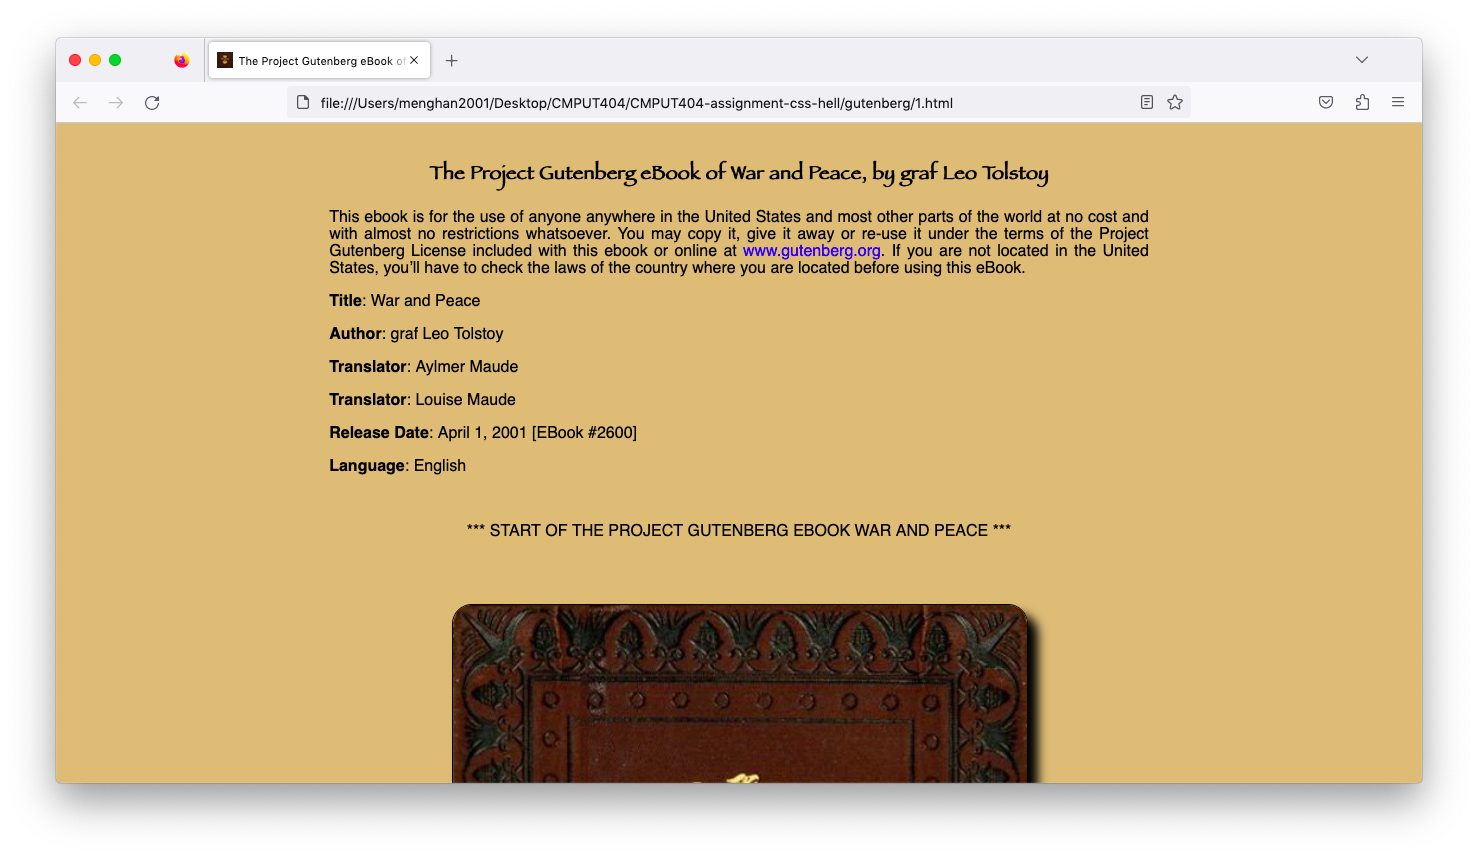 The Project Gutenberg eBook of
file:///Users/menghan2001/Desktop/CMPUT404/CMPUT404-assignment-css-hell/gutenberg/1.html
The Project Gutenberg eBook of War and Peace, by graf Leo Tolstoy
This ebook is for the use of anyone anywhere in the United States and most other parts of the world at no cost and
with almost no restrictions whatsoever. You may copy it, give it away or re-use it under the terms of the Project
Gutenberg License included with this ebook or online at www.gutenberg.org. If you are not located in the United
States, you’ll have to check the laws of the country where you are located before using this eBook.
Title: War and Peace
Author: graf Leo Tolstoy
Translator: Aylmer Maude
Translator: Louise Maude
Release Date: April 1, 2001 [EBook #2600]
Language: English
*** START OF THE PROJECT GUTENBERG EBOOK WAR AND PEACE ***